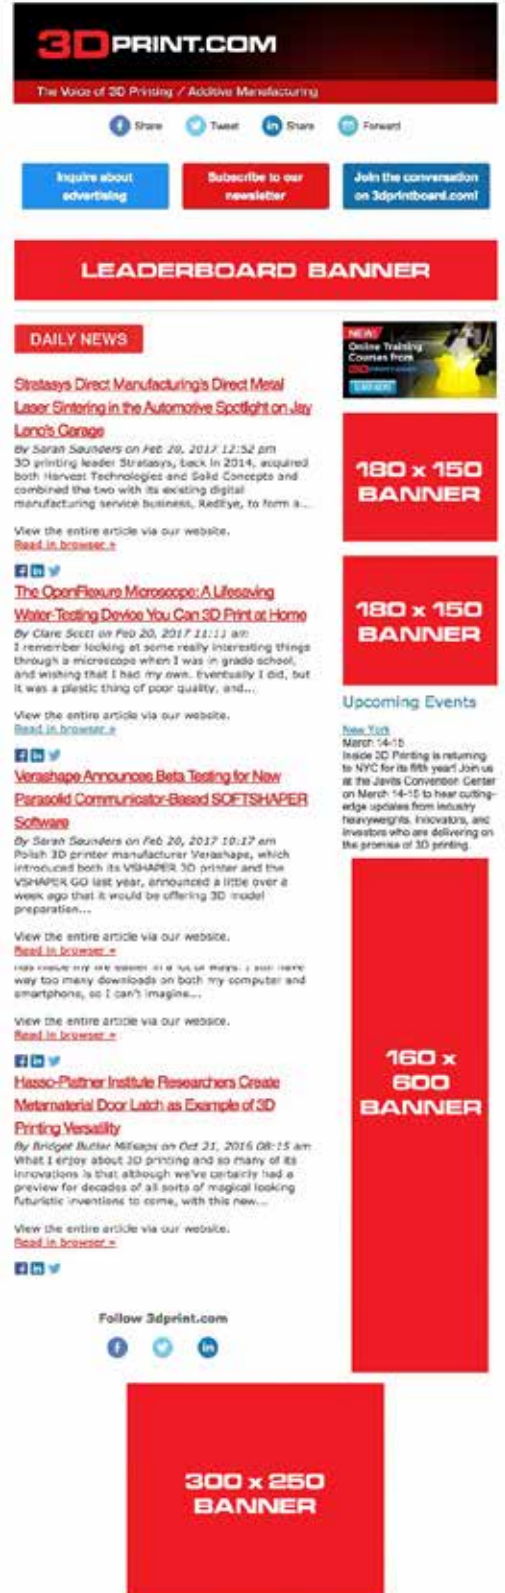 3DPRINT.COM
The Voice of 3D Printing / Additive Manufacturing
Share
Tweet
Share
Forward
Inquire about
advertising
Subscribe to our
newsletter
Join the conversation
on 3dprintboard.com!
LEADERBOARD BANNER
DAILY NEWS
Stratasys Direct Manufacturing's Direct Metal
Laser Sintering in the Automotive Spotlight on Jay
Leno's Garage
By Saran Saunders on Feb 20, 2017 12:52 pm
3D printing leader Stratasys, back in 2014, acquired
both Harvest Technologies and Solid Concepts and
combined the two with its existing digital
manufacturing service business, RedEye, to form a...
View the entire article via our website.
Read in browser »
The OpenFlexure Microscope: A Lifesaving
Water-Testing Device You Can 3D Print at Home
By Clare Scott on Feb 20, 2017 11:11 am
I remember looking at some really interesting things
through a microscope when I was in grade school,
and wishing that I had my own. Eventually I did, but
it was a plastic thing of poor quality, and...
View the entire article via our website.
Read in browser »
Verashape Announces Beta Testing for New
Parasolid Communicator-Based SOFTSHAPER
Software
By Saran Saunders on Feb 20, 2017 10:17 am
Polish 3D printer manufacturer Verashape, which
introduced both its VSHAPER 3D printer and the
VSHAPER GO last year, announced a little over a
week ago that it would be offering 3D model
preparation...
View the entire article via our website.
Read in browser »
way too many downloads on both my computer and
smartphone, so I can't imagine...
View the entire article via our website.
Read in browser »
Hasso-Plattner Institute Researchers Create
Metamaterial Door Latch as Example of 3D
Printing Versatility
By Bridget Butler Millsaps on Oct 21, 2016 08:15 am
What I enjoy about 3D printing and so many of its
innovations is that although we've certainly had a
preview for decades of all sorts of magical looking
futuristic inventions to come, with this new...
View the entire article via our website.
Read in browser »
Follow 3dprint.com
NEW!
Online Training
Courses from
180 x 150
BANNER
180 x 150
BANNER
Upcoming Events
New York
March 14-15
Inside 3D Printing is returning
to NYC for its fifth year! Join us
at the Javits Convention Center
on March 14-15 to hear cutting-
edge updates from industry
heavyweights, innovators, and
investors who are delivering on
the promise of 3D printing.
160 x
600
BANNER
300 x 250
BANNER